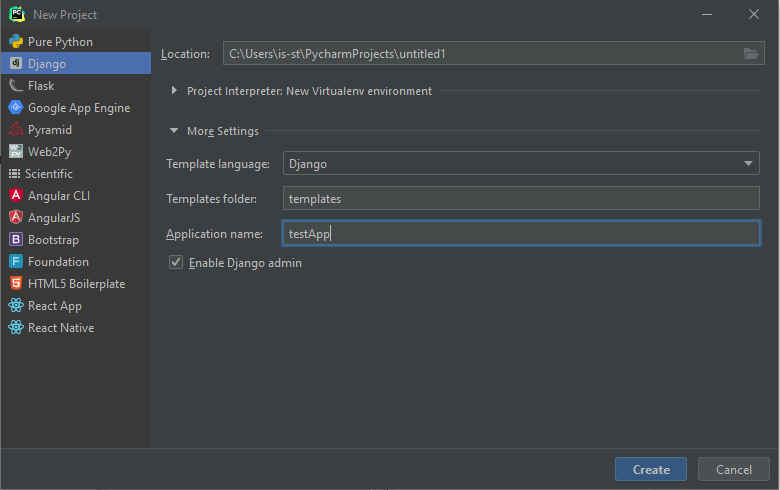 New Project
Pure Python
Django
Flask
Google App Engine
Pyramid
Web2Py
Scientific
Angular CLI
AngularJS
Bootstrap
Foundation
HTML5 Boilerplate
React App
React Native
Location: C:\Users\is-st\PycharmProjects\untitled1
Project Interpreter: New Virtualenv environment
More Settings
Template language: Django
Templates folder: templates
Application name: testApp
Enable Django admin
Create Cancel